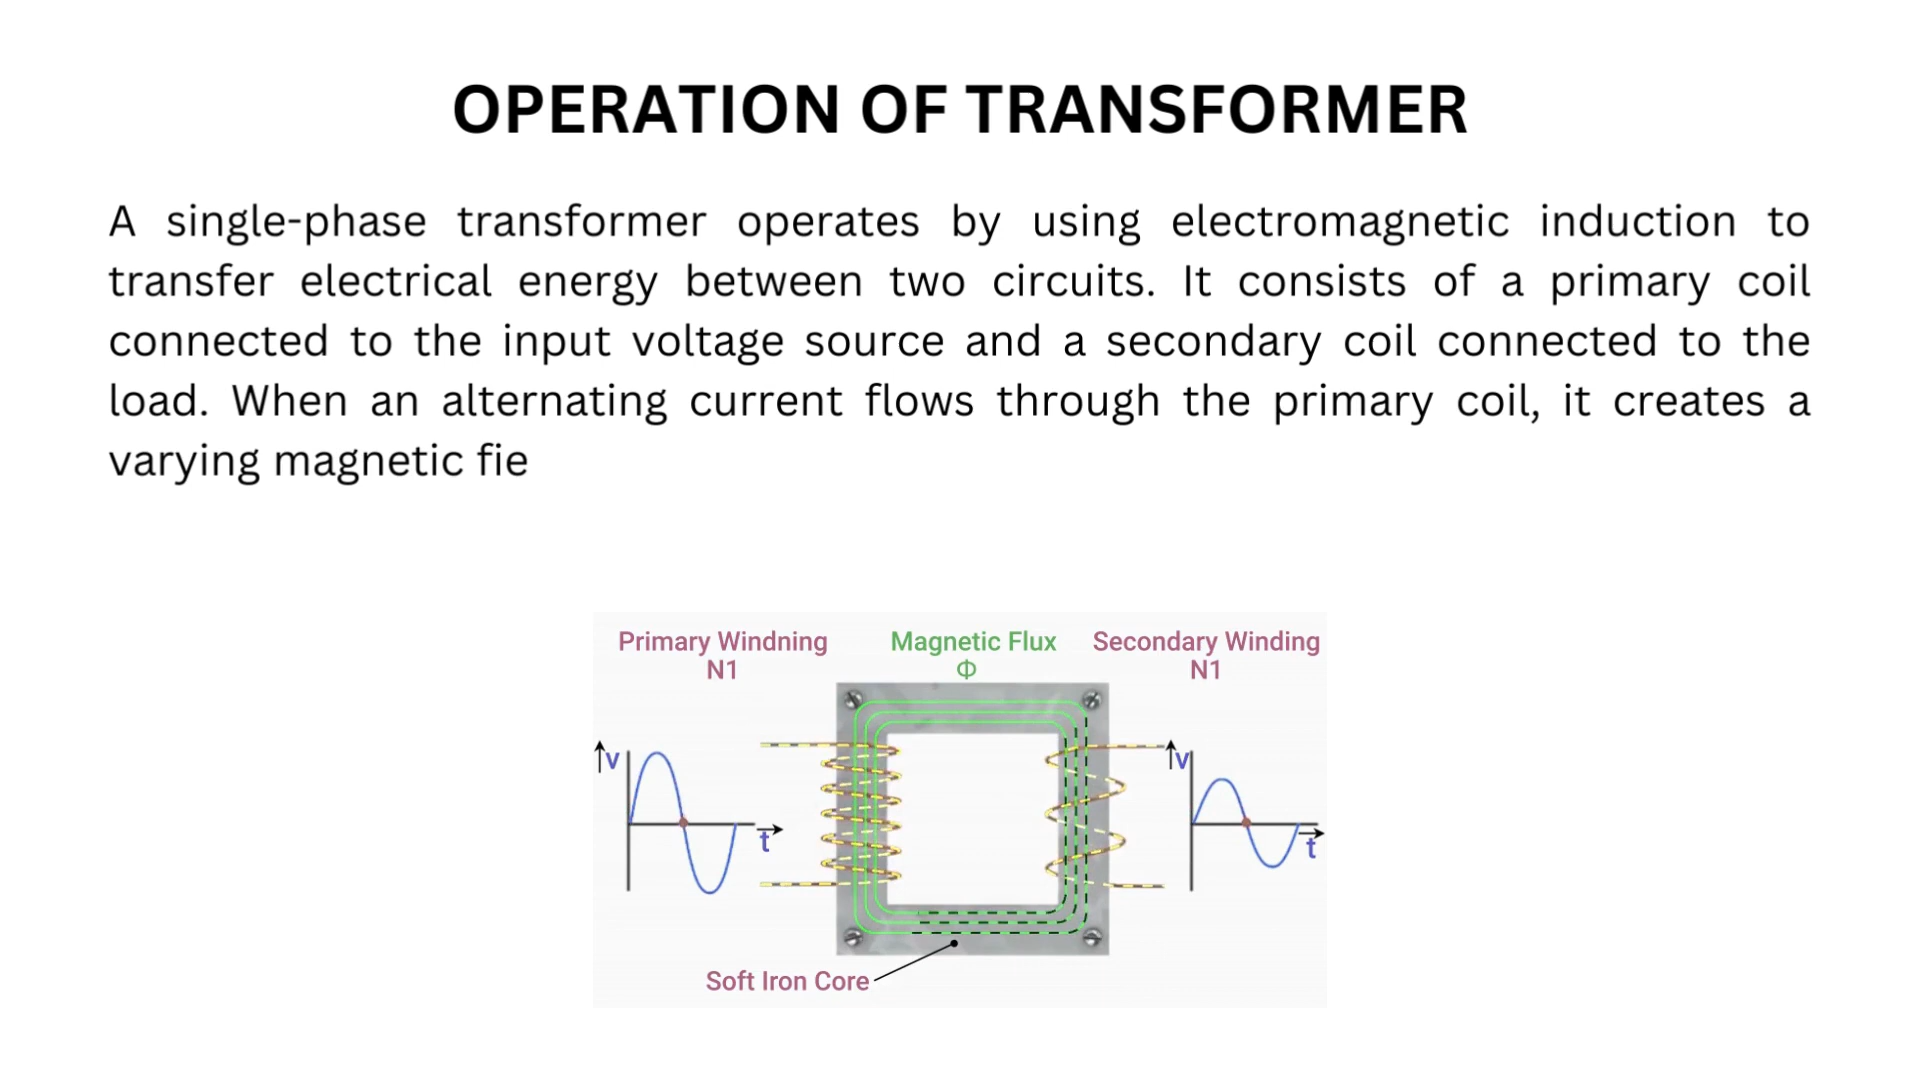 OPERATION OF TRANSFORMER
A single-phase transformer operates by using electromagnetic induction to
transfer electrical energy between two circuits. It consists of a primary coil
connected to the input voltage source and a secondary coil connected to the
load. When an alternating current flows through the primary coil, it creates a
varying magnetic fie
Primary Windning
N1
Magnetic Flux
Φ
Secondary Winding
N1
v
t
v
t
Soft Iron Core